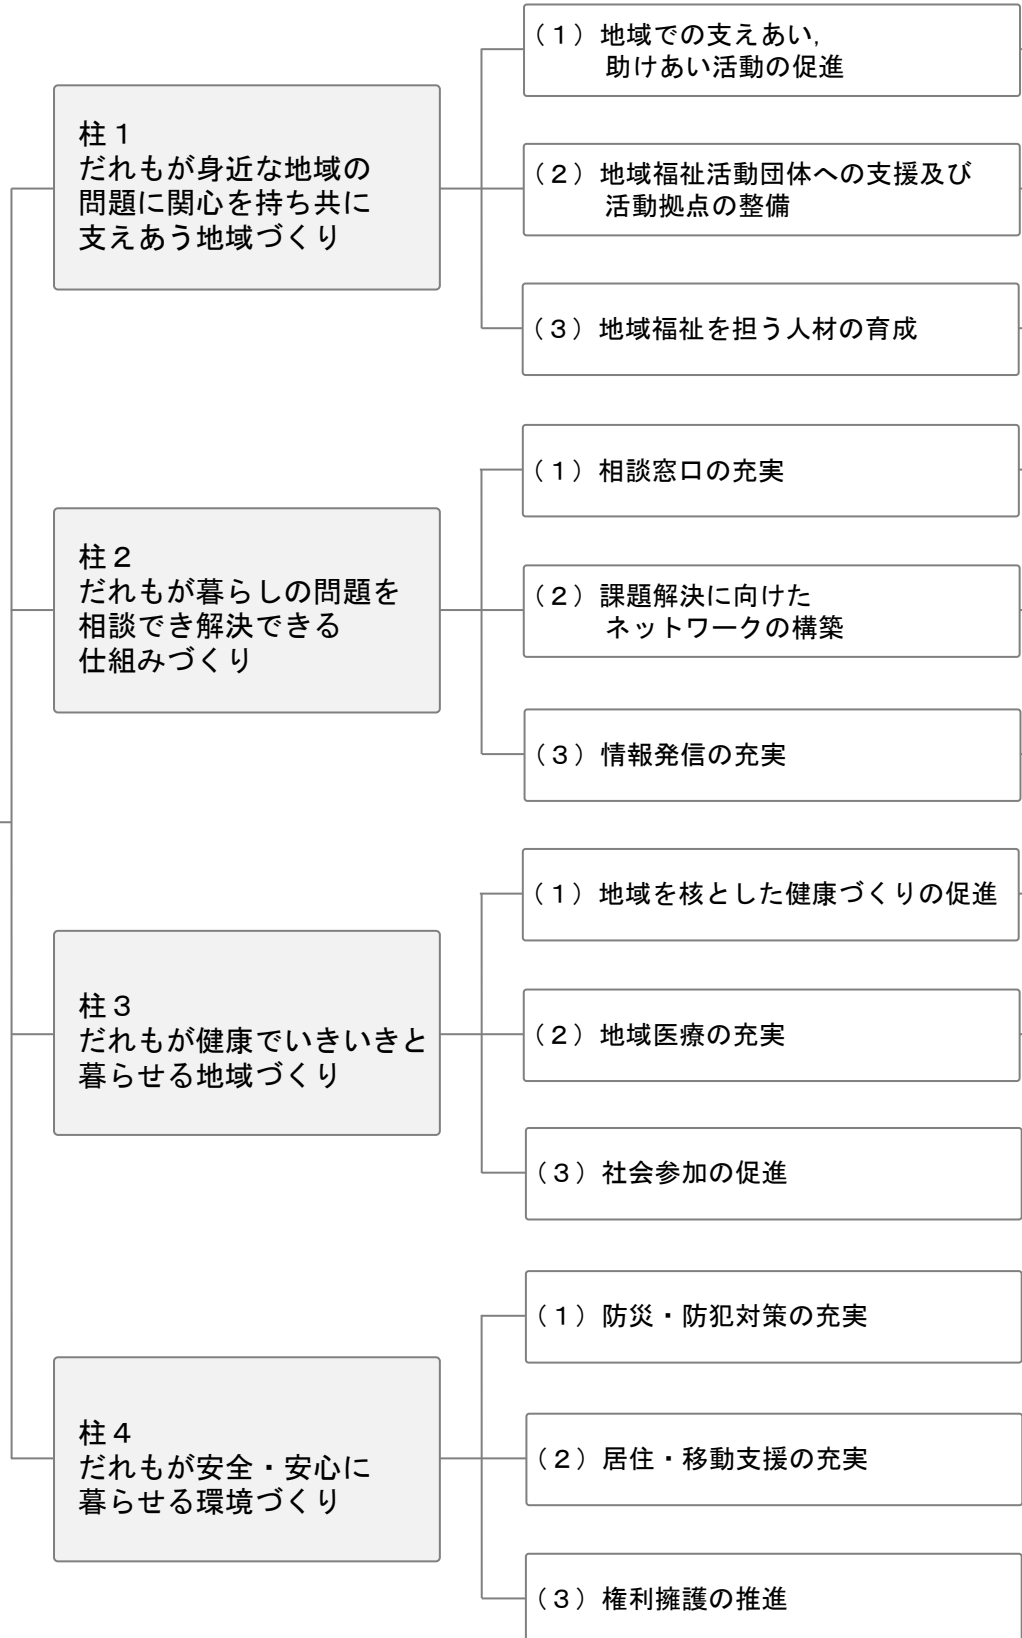 柱１
だれもが身近な地域の
問題に関心を持ち共に
支えあう地域づくり
（１）地域での支えあい，
助けあい活動の促進
（２）地域福祉活動団体への支援及び
活動拠点の整備
（３）地域福祉を担う人材の育成
柱２
だれもが暮らしの問題を
相談でき解決できる
仕組みづくり
（１）相談窓口の充実
（２）課題解決に向けた
ネットワークの構築
（３）情報発信の充実
柱３
だれもが健康でいきいきと
暮らせる地域づくり
（１）地域を核とした健康づくりの促進
（２）地域医療の充実
（３）社会参加の促進
柱４
だれもが安全・安心に
暮らせる環境づくり
（１）防災・防犯対策の充実
（２）居住・移動支援の充実
（３）権利擁護の推進